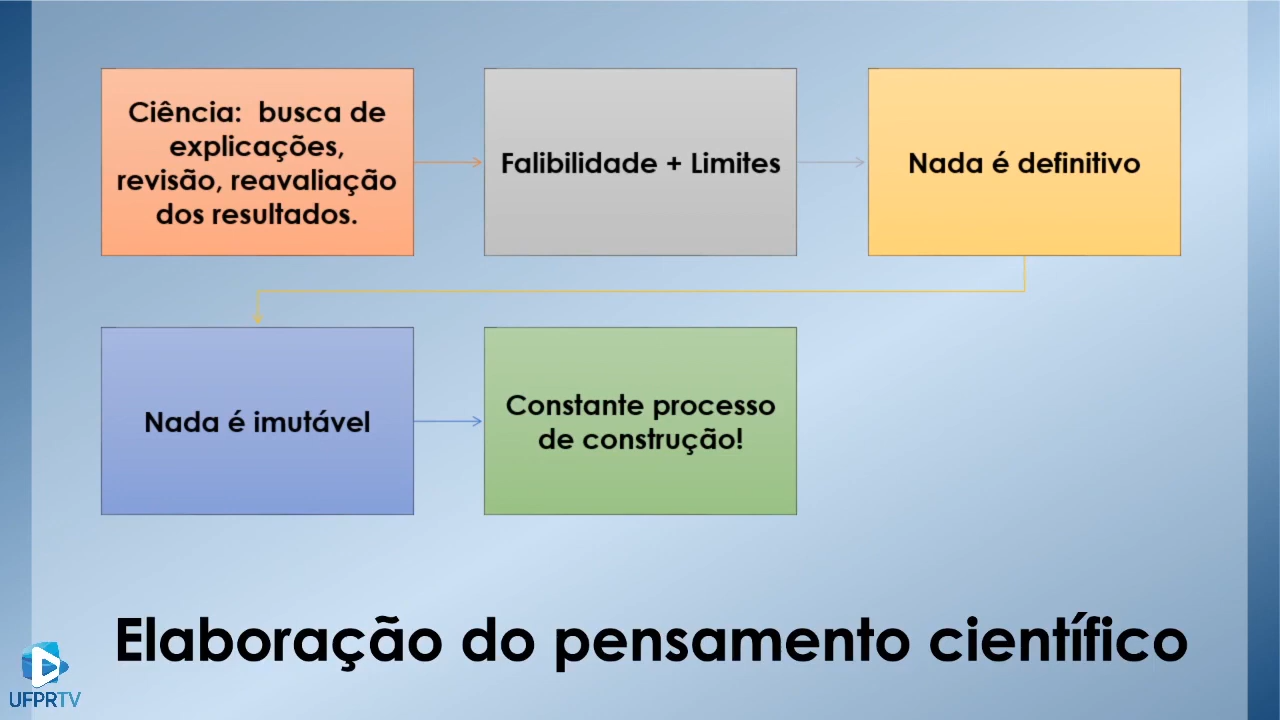 Ciência:  busca de
explicações,
revisão, reavaliação
dos resultados.
Falibilidade + Limites
Nada é definitivo
Nada é imutável
Constante processo
de construção!
Elaboração do pensamento científico
UFPRTV